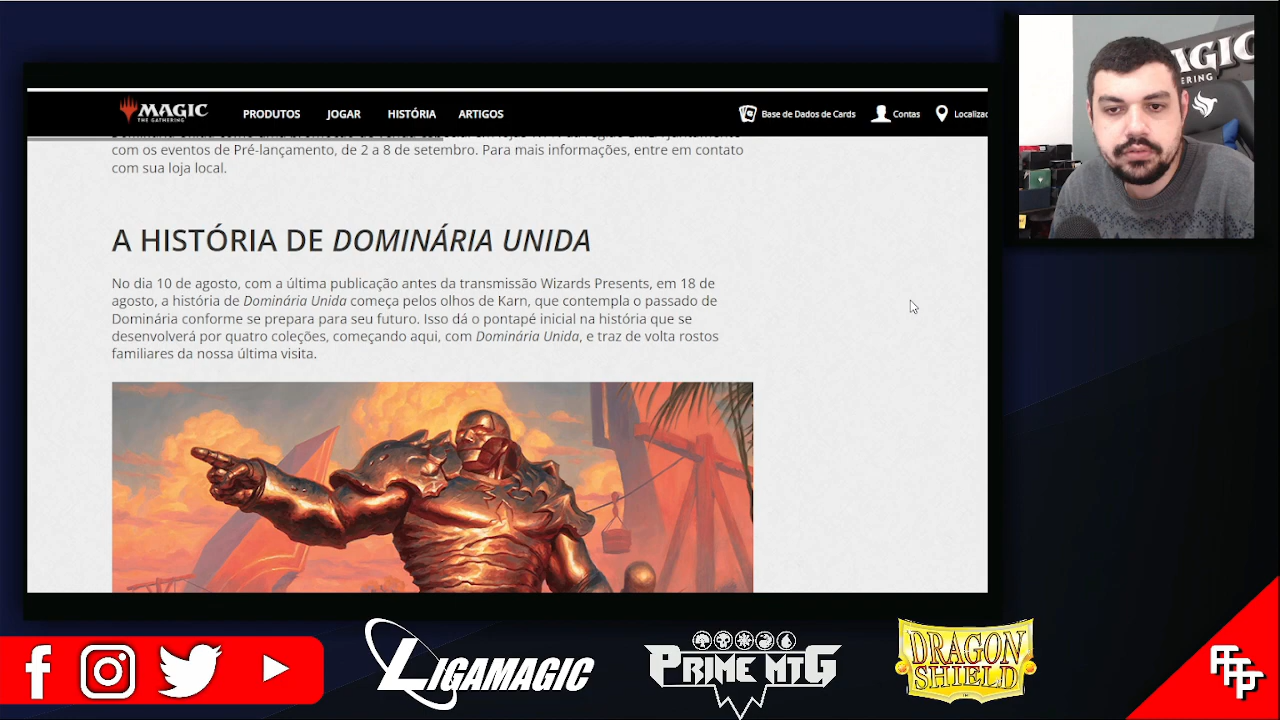 MAGIC
THE GATHERING
PRODUTOS
JOGAR
HISTÓRIA
ARTIGOS
Base de Dados de Cards
Contas
Localizaç
com os eventos de Pré-lançamento, de 2 a 8 de setembro. Para mais informações, entre em contato
com sua loja local.
A HISTÓRIA DE DOMINÁRIA UNIDA
No dia 10 de agosto, com a última publicação antes da transmissão Wizards Presents, em 18 de
agosto, a história de Dominária Unida começa pelos olhos de Karn, que contempla o passado de
Dominária conforme se prepara para seu futuro. Isso dá o pontapé inicial na história que se
desenvolverá por quatro coleções, começando aqui, com Dominária Unida, e traz de volta rostos
familiares da nossa última visita.
AGIC
ERING
LIGAMAGIC
PRIME MTG
DRAGON
SHIELD